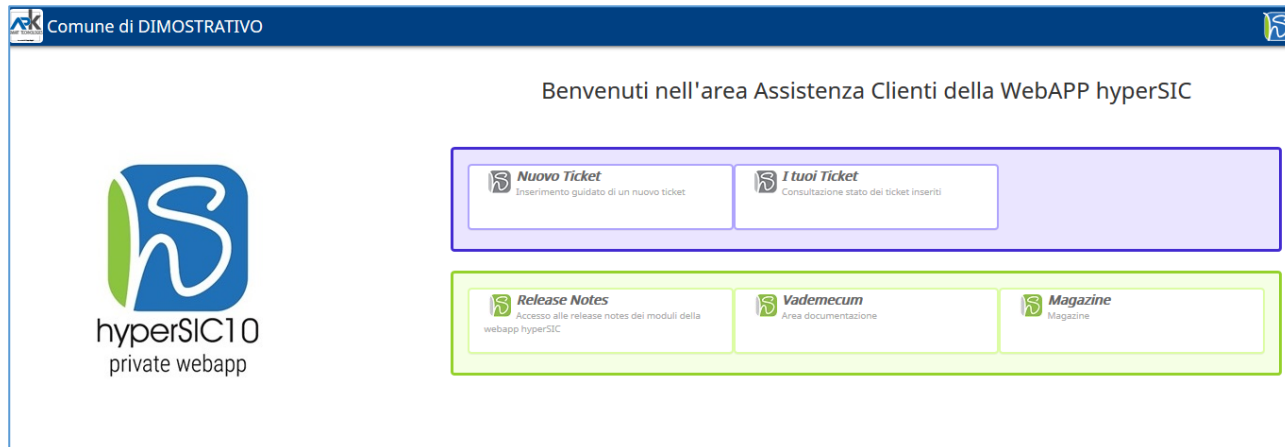 ARK
Comune di DIMOSTRATIVO
Benvenuti nell'area Assistenza Clienti della WebAPP hyperSIC
Nuovo Ticket
Inserimento guidato di un nuovo ticket
I tuoi Ticket
Consultazione stato dei ticket inseriti
Release Notes
Accesso alle release notes dei moduli della
webapp hyperSIC
Vademecum
Area documentazione
Magazine
Magazine
hyperSIC10
private webapp